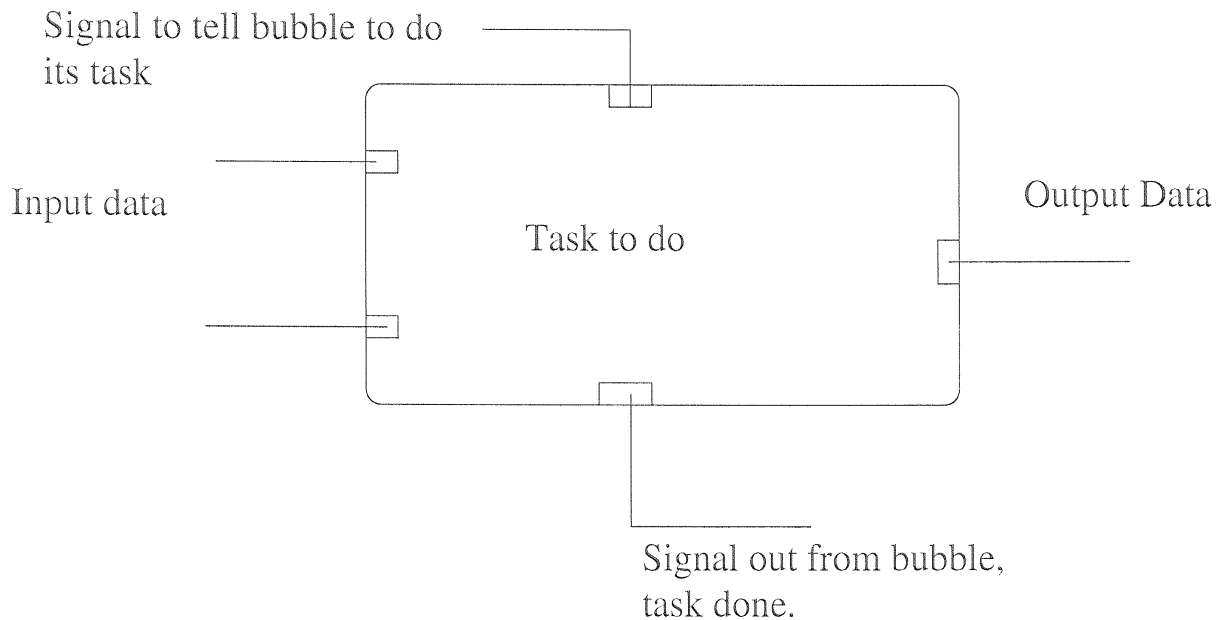 Signal to tell bubble to do
its task
Input data
Output Data
Task to do
Signal out from bubble,
task done.